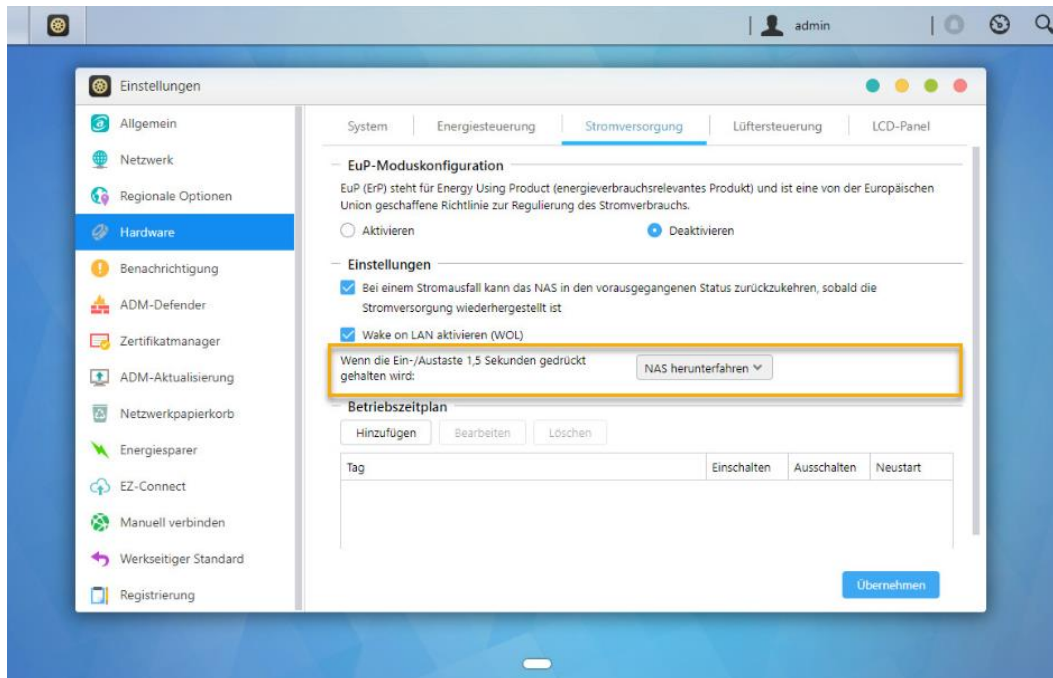 admin
Einstellungen
Allgemein
Netzwerk
Regionale Optionen
Hardware
Benachrichtigung
ADM-Defender
Zertifikatmanager
ADM-Aktualisierung
Netzwerkpapierkorb
Energiesparer
EZ-Connect
Manuell verbinden
Werkseitiger Standard
Registrierung
System
Energiesteuerung
Stromversorgung
Lüftersteuerung
LCD-Panel
EuP-Moduskonfiguration
EuP (ErP) steht für Energy Using Product (energieverbrauchsrelevantes Produkt) und ist eine von der Europäischen
Union geschaffene Richtlinie zur Regulierung des Stromverbrauchs.
Aktivieren
Deaktivieren
Einstellungen
Bei einem Stromausfall kann das NAS in den vorausgegangenen Status zurückzukehren, sobald die
Stromversorgung wiederhergestellt ist
Wake on LAN aktivieren (WOL)
Wenn die Ein-/Austaste 1,5 Sekunden gedrückt
gehalten wird:
NAS herunterfahren
Betriebszeitplan
Hinzufügen
Bearbeiten
Löschen
Tag
Einschalten
Ausschalten
Neustart
Übernehmen